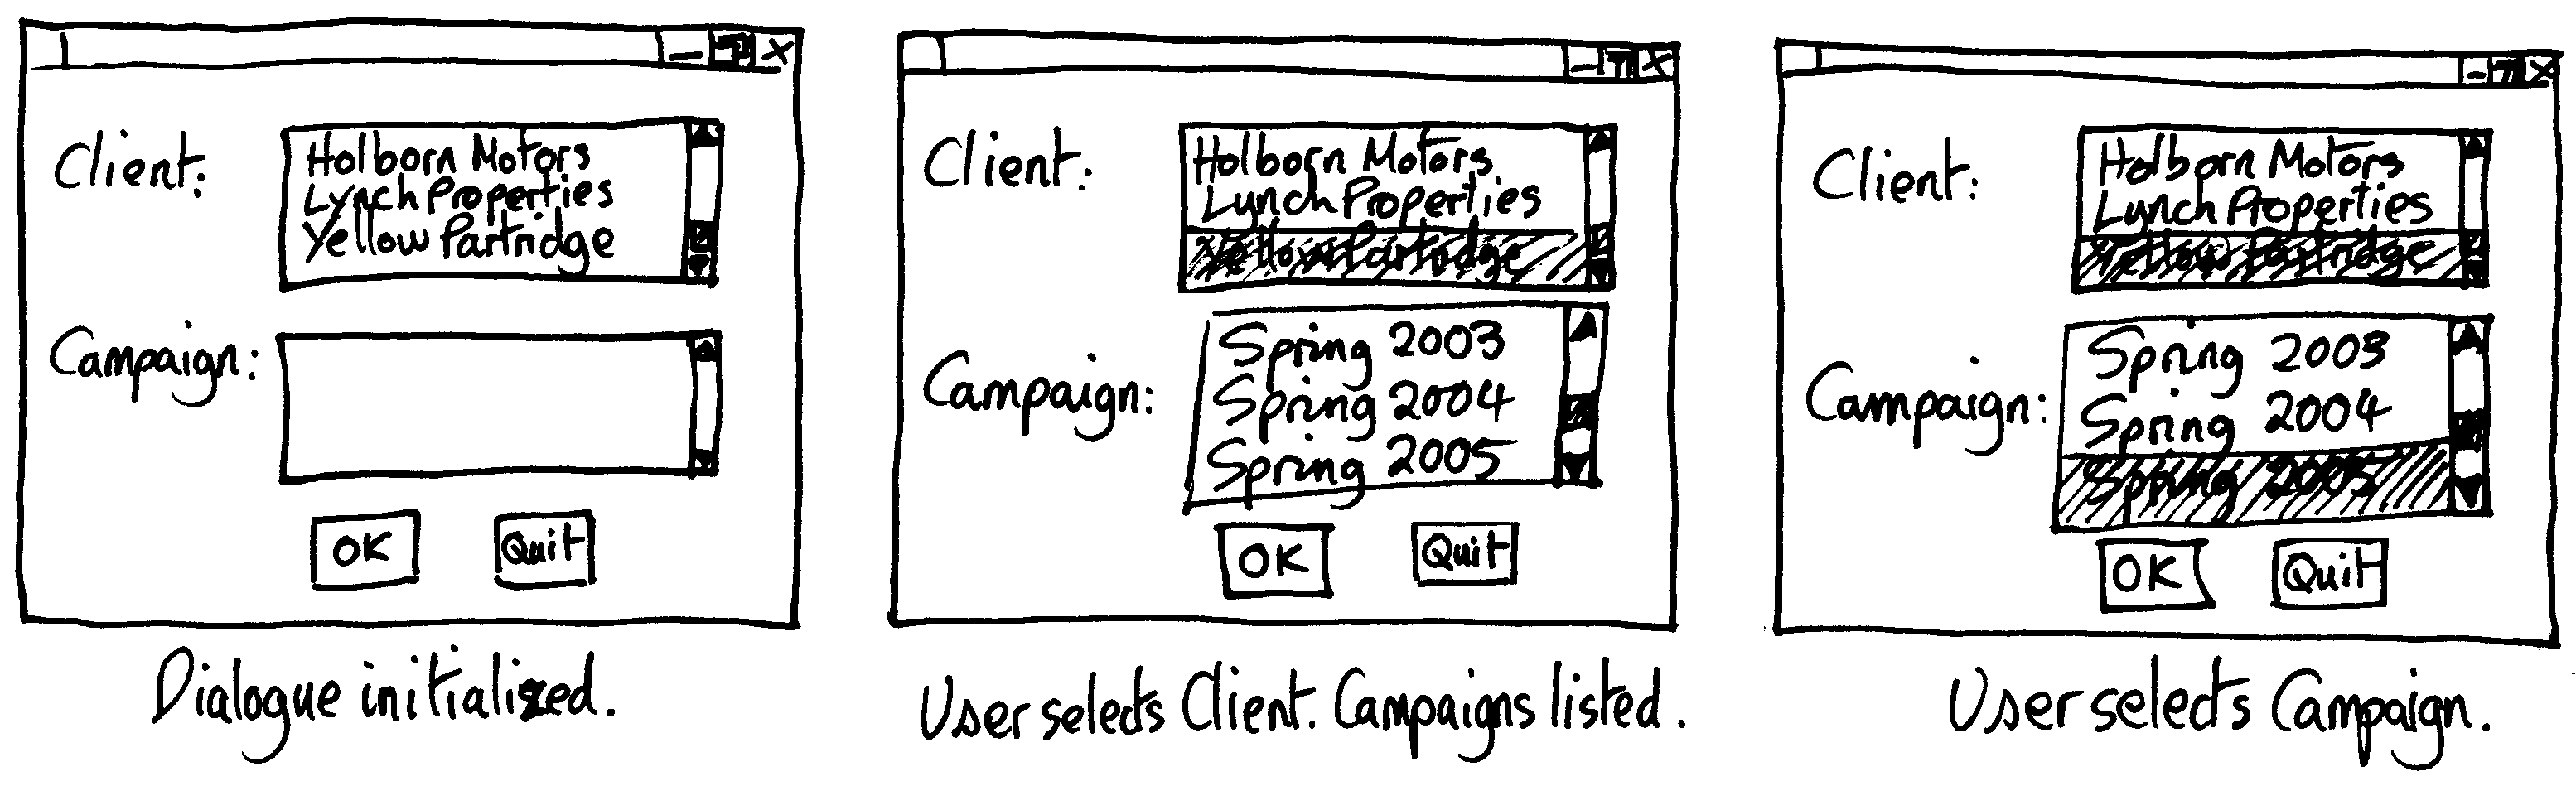 Client:
Holborn Motors
Lynch Properties
Yellow Partridge
Campaign:
OK
Quit
Dialogue initialized.
Client:
Holborn Motors
Lynch Properties
Yellow Partridge
Campaign:
Spring 2003
Spring 2004
Spring 2005
OK
Quit
User selects Client. Campaigns listed.
Client:
Holborn Motors
Lynch Properties
Yellow Partridge
Campaign:
Spring 2003
Spring 2004
Spring 2005
OK
Quit
User selects Campaign.